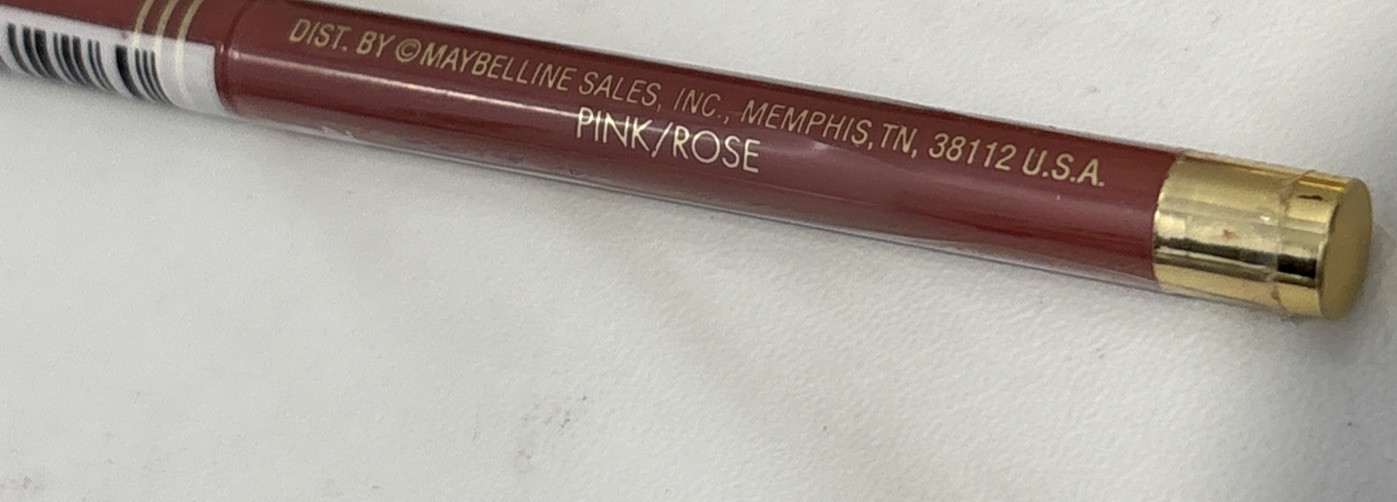 DIST. BY ©MAYBELLINE SALES, INC., MEMPHIS, TN, 38112 U.S.A.
PINK/ROSE